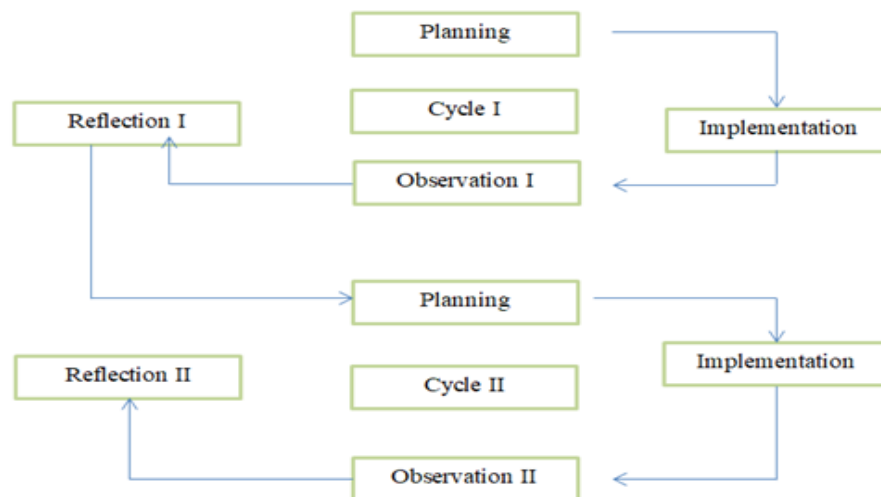 Planning
Cycle I
Reflection I
Implementation
Observation I
Planning
Implementation
Reflection II
Cycle II
Observation II